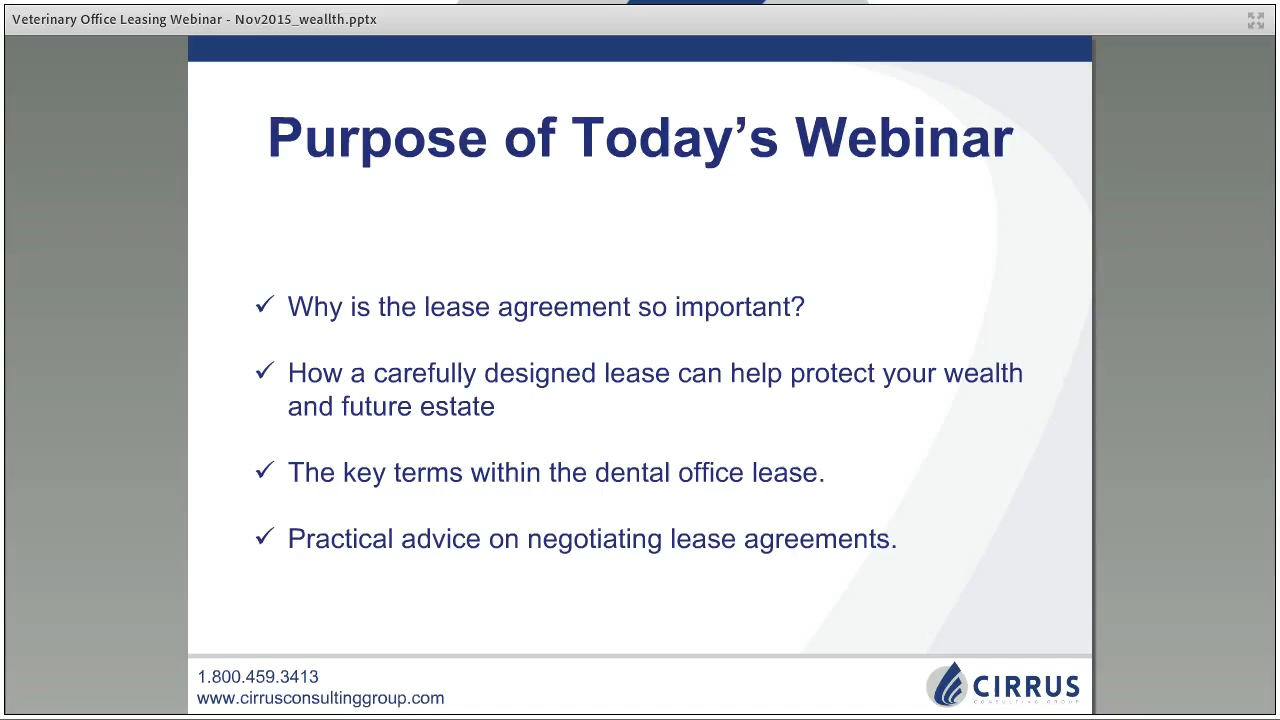 Veterinary Office Leasing Webinar - Nov2015_weallth.pptx
Purpose of Today’s Webinar
✓ Why is the lease agreement so important?
✓ How a carefully designed lease can help protect your wealth
and future estate
✓ The key terms within the dental office lease.
✓ Practical advice on negotiating lease agreements.
1.800.459.3413
www.cirrusconsultinggroup.com
CIRRUS
CONSULTING GROUP